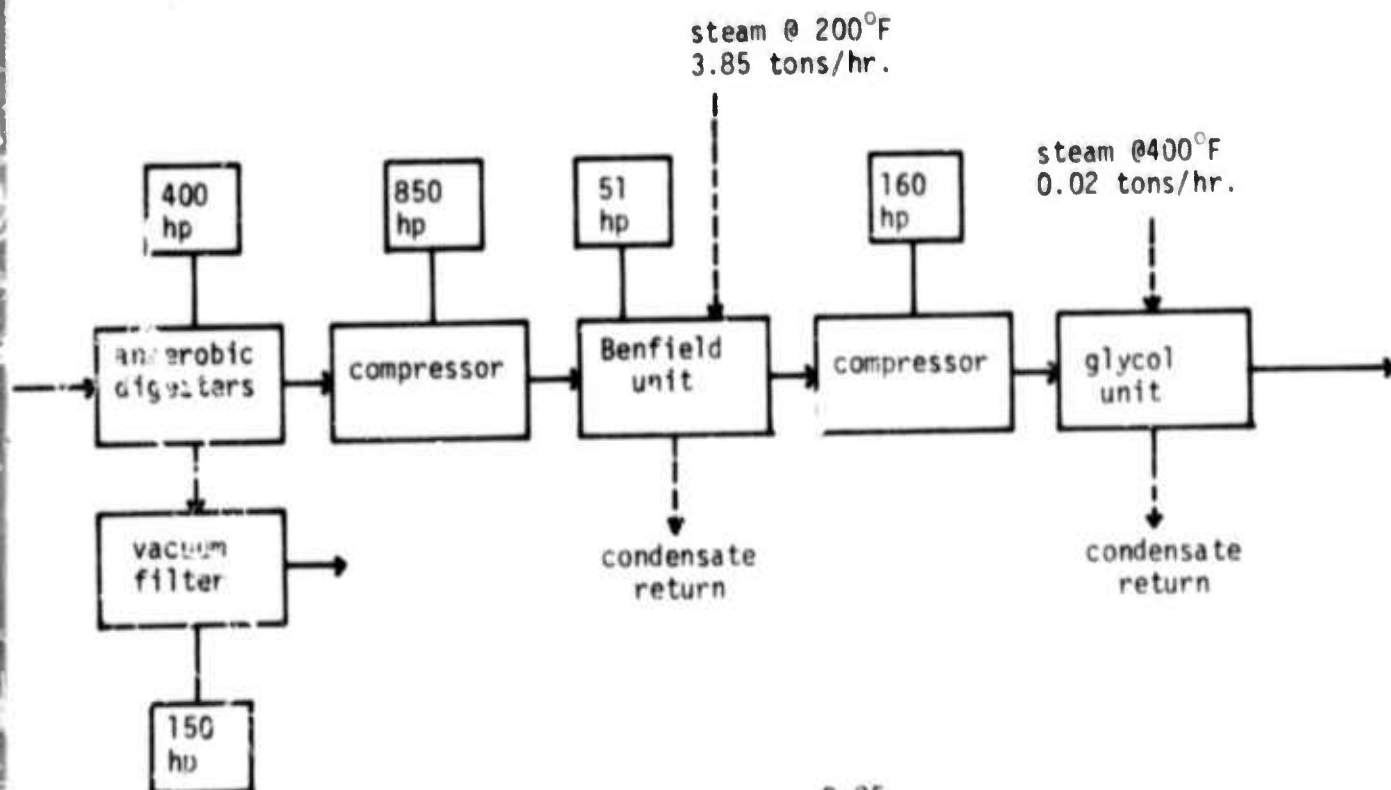 steam @ 200°F
3.85 tons/hr.
steam @400°F
0.02 tons/hr.
400
hp
850
hp
51
hp
160
hp
anaerobic
digesters
compressor
Benfield
unit
compressor
glycol
unit
vacuum
filter
condensate
return
condensate
return
150
hp